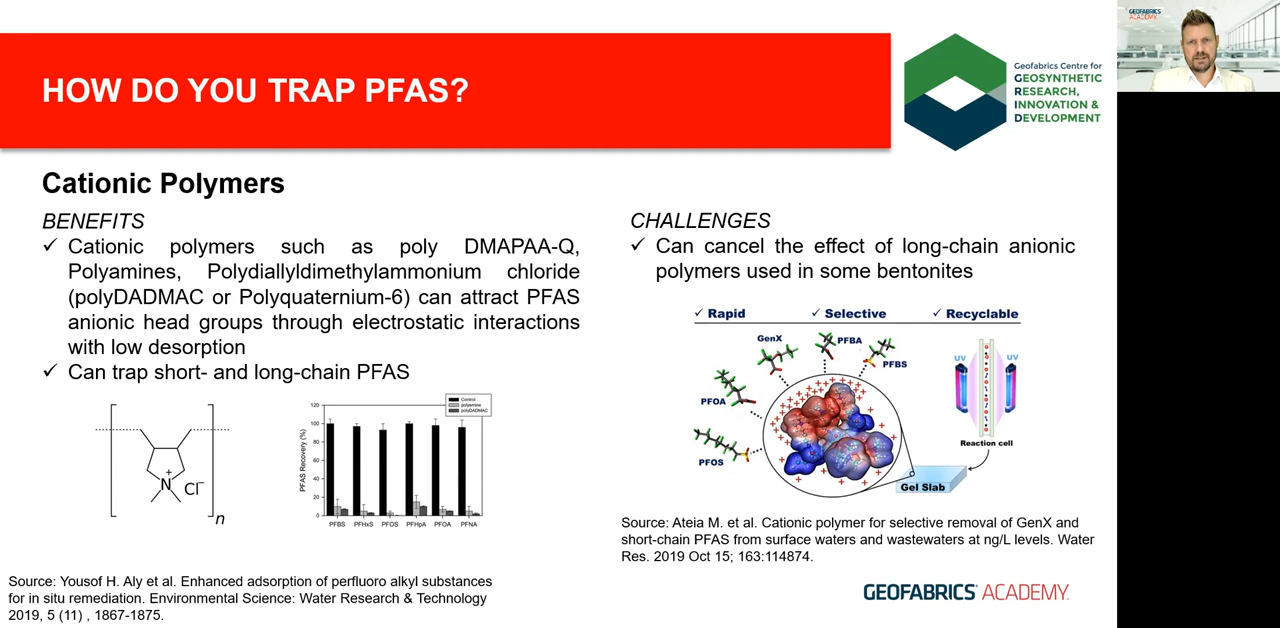 HOW DO YOU TRAP PFAS?
Geofabrics Centre for
GEOSYNTHETIC
RESEARCH,
INNOVATION &
DEVELOPMENT
GEOFABRICS
ACADEMY
Cationic Polymers
BENEFITS
✓ Cationic polymers such as poly DMAPAA-Q,
Polyamines, Polydiallyldimethylammonium chloride
(polyDADMAC or Polyquaternium-6) can attract PFAS
anionic head groups through electrostatic interactions
with low desorption
✓ Can trap short- and long-chain PFAS
N
+
Cl⁻
n
PFAS Recovery (%)
120
100
80
60
40
20
0
Control
polyamine
polyDADMAC
PFBS PFHxS PFOS PFHpA PFOA PFNA
Source: Yousof H. Aly et al. Enhanced adsorption of perfluoro alkyl substances
for in situ remediation. Environmental Science: Water Research & Technology
2019, 5 (11) , 1867-1875.
CHALLENGES
✓ Can cancel the effect of long-chain anionic
polymers used in some bentonites
✓ Rapid ✓ Selective ✓ Recyclable
GenX
PFBA
PFBS
PFOA
PFOS
UV
UV
Reaction cell
Gel Slab
Source: Ateia M. et al. Cationic polymer for selective removal of GenX and
short-chain PFAS from surface waters and wastewaters at ng/L levels. Water
Res. 2019 Oct 15; 163:114874.
GEOFABRICS ACADEMY